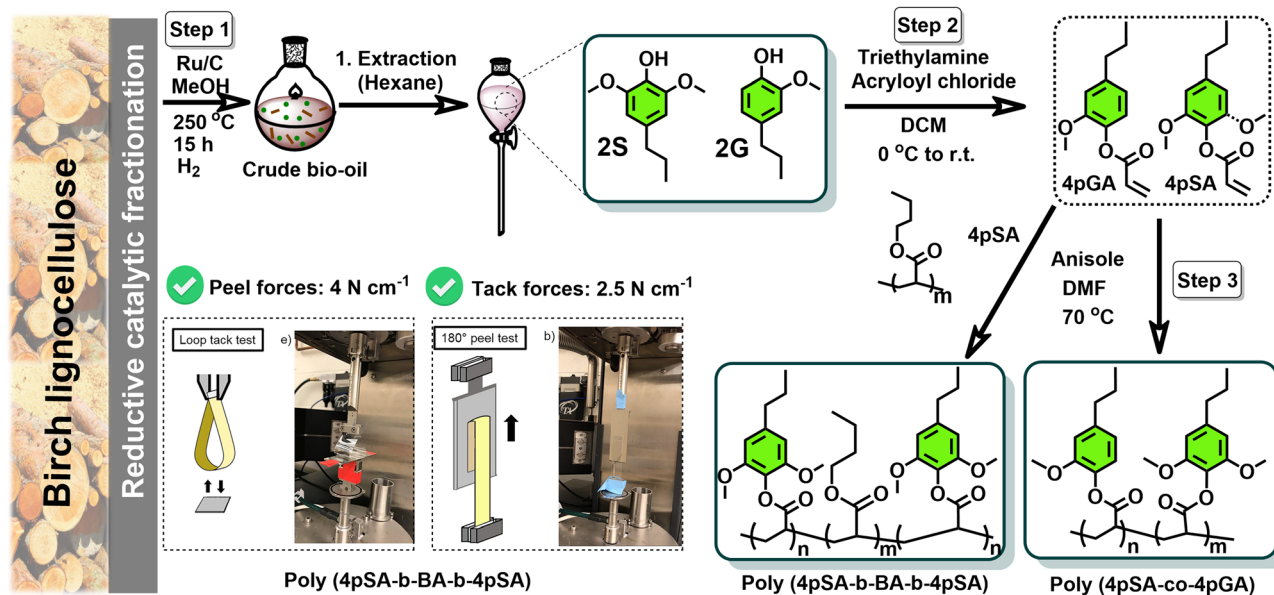 Birch lignocellulose
Reductive catalytic fractionation
Step 1
Ru/C
MeOH
250 °C
15 h
H2
Crude bio-oil
1. Extraction
(Hexane)
OH
O
O
2S
OH
O
2G
Step 2
Triethylamine
Acryloyl chloride
DCM
0 °C to r.t.
O
O
O
4pGA
O
O
O
O
4pSA
O
O
m
4pSA
Anisole
DMF
70 °C
Step 3
Peel forces: 4 N cm-1
Tack forces: 2.5 N cm-1
Loop tack test
e)
180° peel test
b)
Poly (4pSA-b-BA-b-4pSA)
O
O
O
O
n
O
O
m
O
O
O
O
n
Poly (4pSA-b-BA-b-4pSA)
O
O
O
n
O
O
O
O
m
Poly (4pSA-co-4pGA)